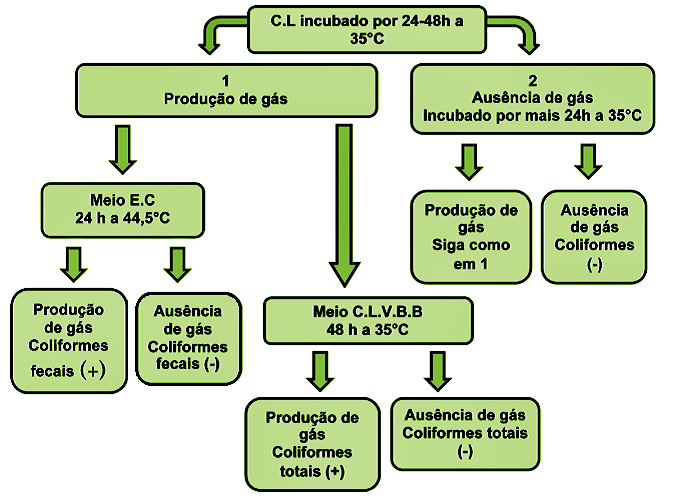 C.L incubado por 24-48h a
35°C
1
Produção de gás
2
Ausência de gás
Incubado por mais 24h a 35°C
Meio E.C
24 h a 44,5°C
Produção de
gás
Siga como
em 1
Ausência
de gás
Coliformes
(-)
Produção
de gás
Coliformes
fecais (+)
Ausência
de gás
Coliformes
fecais (-)
Meio C.L.V.B.B
48 h a 35°C
Produção de
gás
Coliformes
totais (+)
Ausência de gás
Coliformes totais
(-)